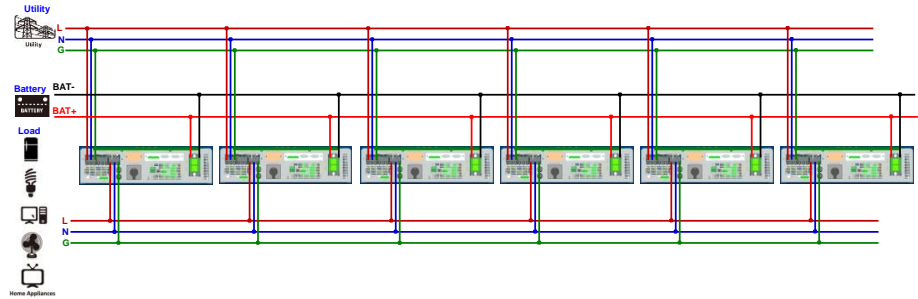 Utility
Utility
L
N
G
Battery
BAT-
BATTERY
BAT+
Load
L
N
G
Home Appliances